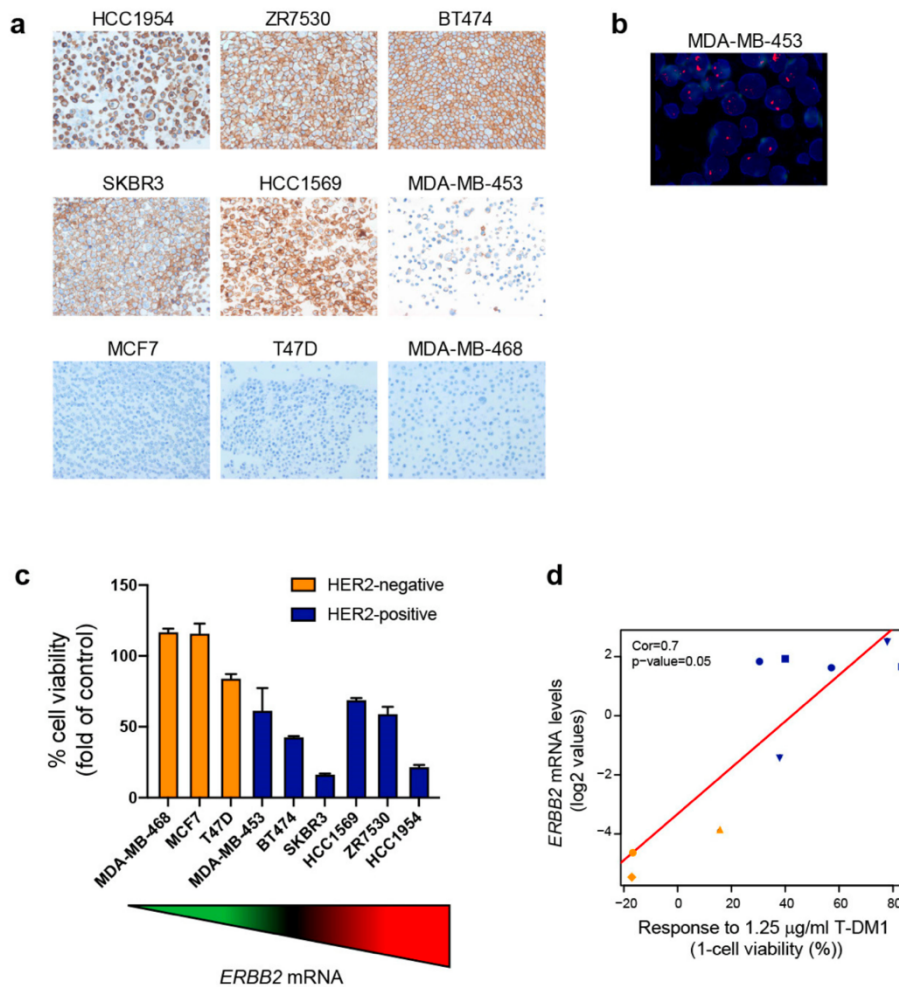 a
HCC1954 ZR7530 BT474
SKBR3 HCC1569 MDA-MB-453
MCF7 T47D MDA-MB-468
b
MDA-MB-453
c
HER2-negative
HER2-positive
% cell viability
(fold of control)
150
100
50
0
MDA-MB-468 MCF7 T47D MDA-MB-453 BT474 SKBR3 HCC1569 ZR7530 HCC1954
ERBB2 mRNA
d
Cor=0.7
p-value=0.05
ERBB2 mRNA levels
(log2 values)
2
0
−2
−4
−20 0 20 40 60 80
Response to 1.25 µg/ml T-DM1
(1-cell viability (%))